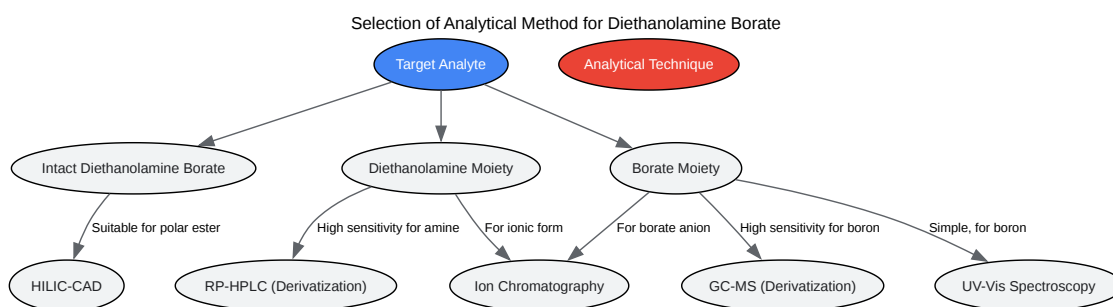 Selection of Analytical Method for Diethanolamine Borate
Target Analyte
Analytical Technique
Intact Diethanolamine Borate
Diethanolamine Moiety
Borate Moiety
Suitable for polar ester
High sensitivity for amine
For ionic form
For borate anion
High sensitivity for boron
Simple, for boron
HILIC-CAD
RP-HPLC (Derivatization)
Ion Chromatography
GC-MS (Derivatization)
UV-Vis Spectroscopy